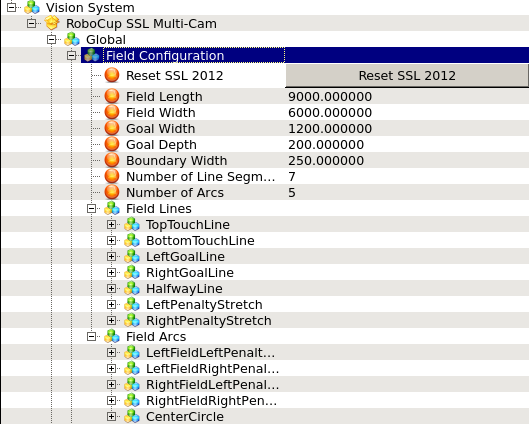 Vision System
RoboCup SSL Multi-Cam
Global
Field Configuration
Reset SSL 2012 Reset SSL 2012
Field Length 9000.000000
Field Width 6000.000000
Goal Width 1200.000000
Goal Depth 200.000000
Boundary Width 250.000000
Number of Line Segm... 7
Number of Arcs 5
Field Lines
TopTouchLine
BottomTouchLine
LeftGoalLine
RightGoalLine
HalfwayLine
LeftPenaltyStretch
RightPenaltyStretch
Field Arcs
LeftFieldLeftPenalt...
LeftFieldRightPenal...
RightFieldLeftPenal...
RightFieldRightPen...
CenterCircle